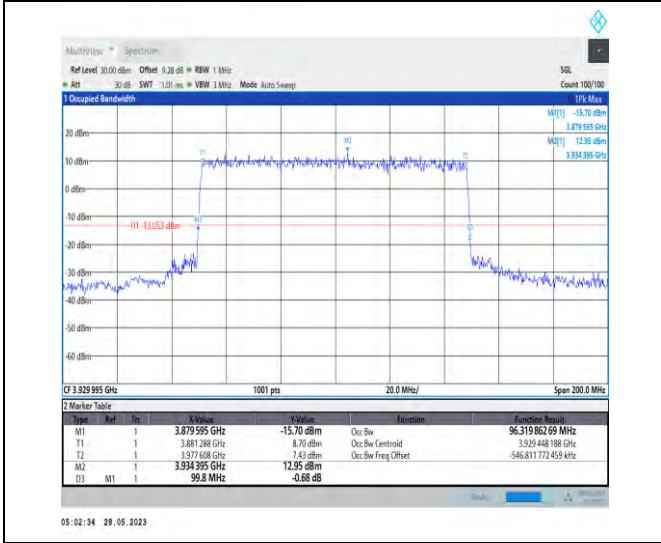 MultiView Spectrum
Ref Level 30.00 dBm Offset 9.28 dB RBW 1 MHz SGL
Att 30 dB SWT 1.01 ms VBW 3 MHz Mode Auto Sweep Count 100/100
1 Occupied Bandwidth 1Pk Max
M1[1] -15.70 dBm
3.879 595 GHz
M2[1] 12.95 dBm
3.934 395 GHz
20 dBm
M2
T1
T2
10 dBm
0 dBm
-10 dBm
M1
H1 -13.053 dBm
D3
-20 dBm
-30 dBm
-40 dBm
-50 dBm
-60 dBm
CF 3.929 995 GHz 1001 pts 20.0 MHz/ Span 200.0 MHz
2 Marker Table
Type Ref Trc X-Value Y-Value Function Function Result
M1 1 3.879 595 GHz -15.70 dBm Occ Bw 96.319 862 69 MHz
T1 1 3.881 288 GHz 8.70 dBm Occ Bw Centroid 3.929 448 188 GHz
T2 1 3.977 608 GHz 7.43 dBm Occ Bw Freq Offset -546.811 772 459 kHz
M2 1 3.934 395 GHz 12.95 dBm
D3 M1 1 99.8 MHz -0.68 dB
05:02:34 28.05.2023